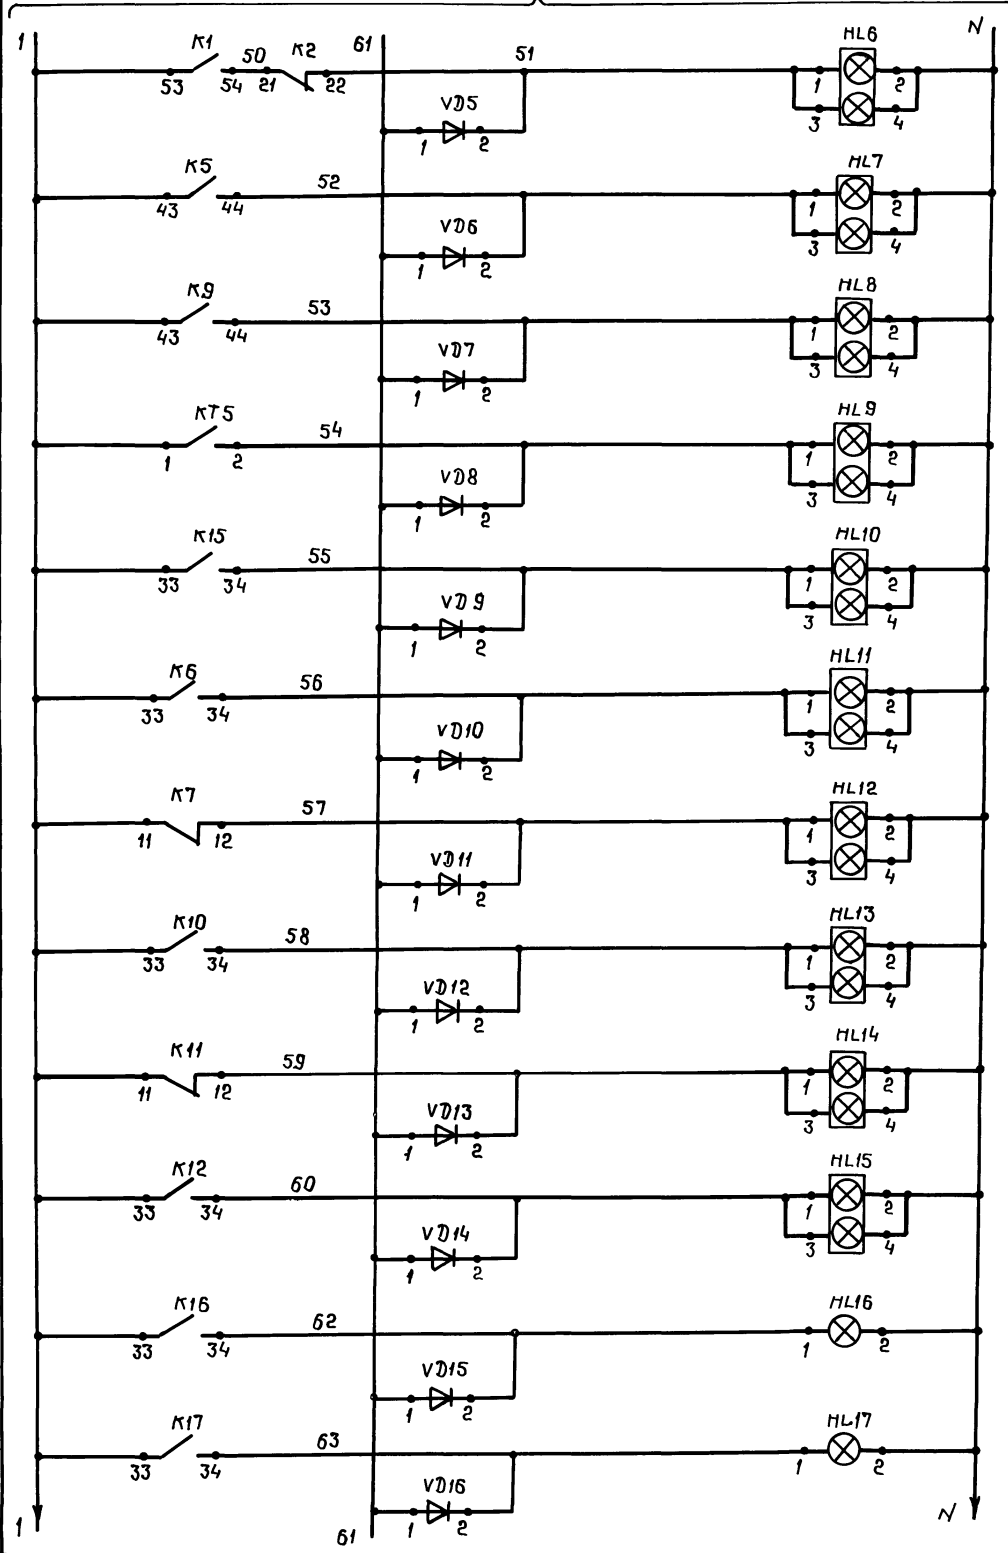 1 K1 50 K2 61 51 HL6 N
53 54 21 22 1 2
VD5 3 4
1 2
K5 52 HL7
43 44 1 2
VD6 3 4
1 2
K9 53 HL8
43 44 1 2
VD7 3 4
1 2
KT5 54 HL9
1 2 1 2
VD8 3 4
1 2
K15 55 HL10
33 34 1 2
VD9 3 4
1 2
K6 56 HL11
33 34 1 2
VD10 3 4
1 2
K7 57 HL12
11 12 1 2
VD11 3 4
1 2
K10 58 HL13
33 34 1 2
VD12 3 4
1 2
K11 59 HL14
11 12 1 2
VD13 3 4
1 2
K12 60 HL15
33 34 1 2
VD14 3 4
1 2
K16 62 HL16
33 34 1 2
VD15
1 2
K17 63 HL17
33 34 1 2
VD16
1 2
1 61 N